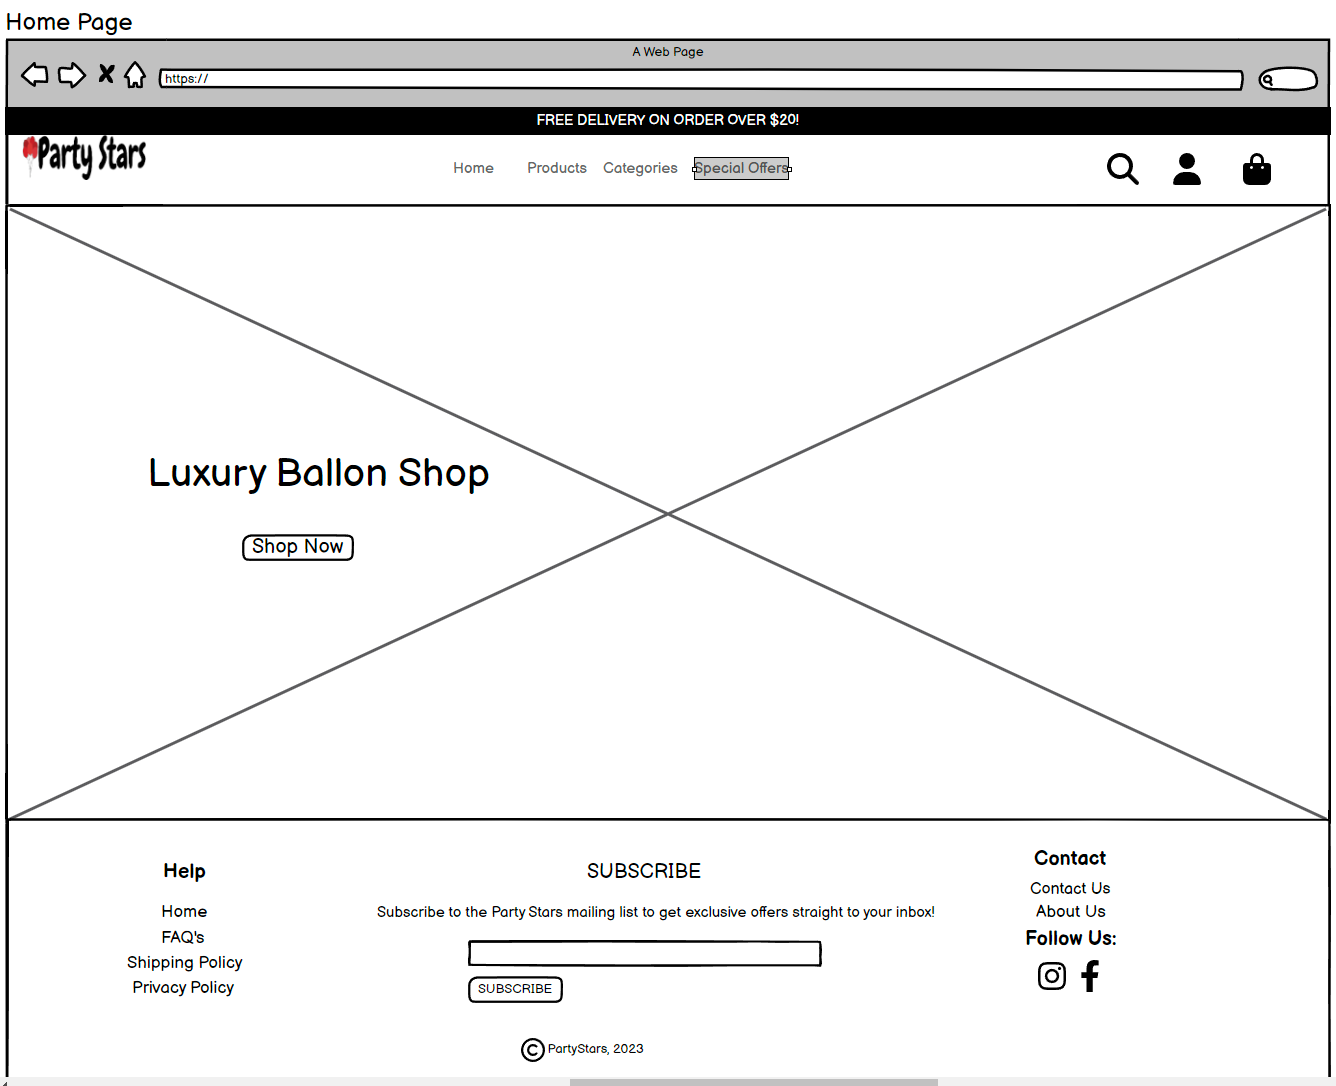 Home Page
A Web Page
https://
FREE DELIVERY ON ORDER OVER $20!
Party Stars
Home Products Categories Special Offers
Luxury Ballon Shop
Shop Now
Help
Home
FAQ's
Shipping Policy
Privacy Policy
SUBSCRIBE
Subscribe to the Party Stars mailing list to get exclusive offers straight to your inbox!
SUBSCRIBE
Contact
Contact Us
About Us
Follow Us:
© PartyStars, 2023